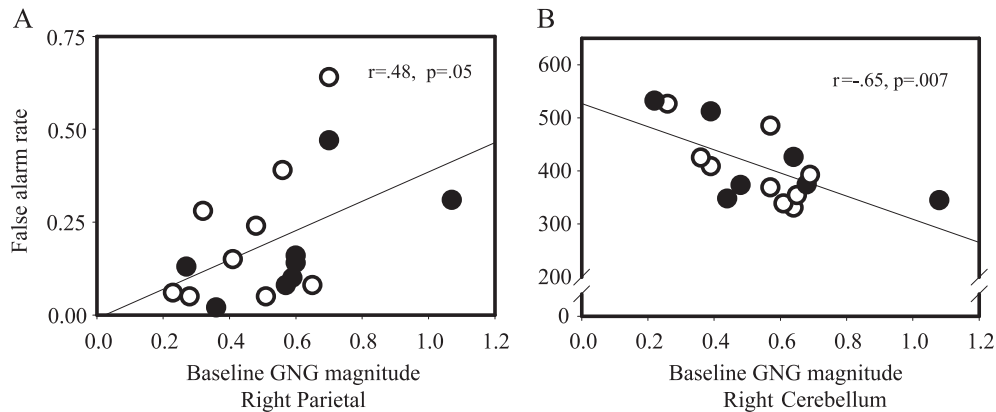 A
B
0.75
0.50
0.25
0.00
False alarm rate
r=.48, p=.05
0.0 0.2 0.4 0.6 0.8 1.0 1.2
Baseline GNG magnitude
Right Parietal
600
500
400
300
200
0
r=-.65, p=.007
0.0 0.2 0.4 0.6 0.8 1.0 1.2
Baseline GNG magnitude
Right Cerebellum